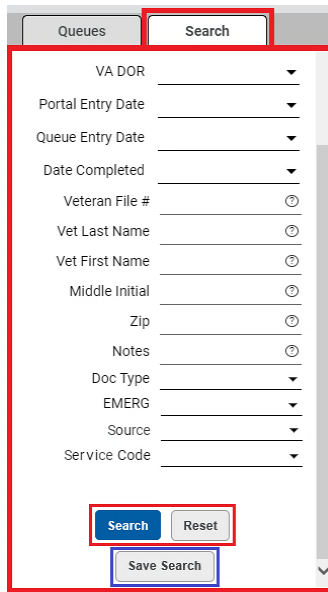 Queues Search
VA DOR
Portal Entry Date
Queue Entry Date
Date Completed
Veteran File #
Vet Last Name
Vet First Name
Middle Initial
Zip
Notes
Doc Type
EMERG
Source
Service Code
Search Reset
Save Search